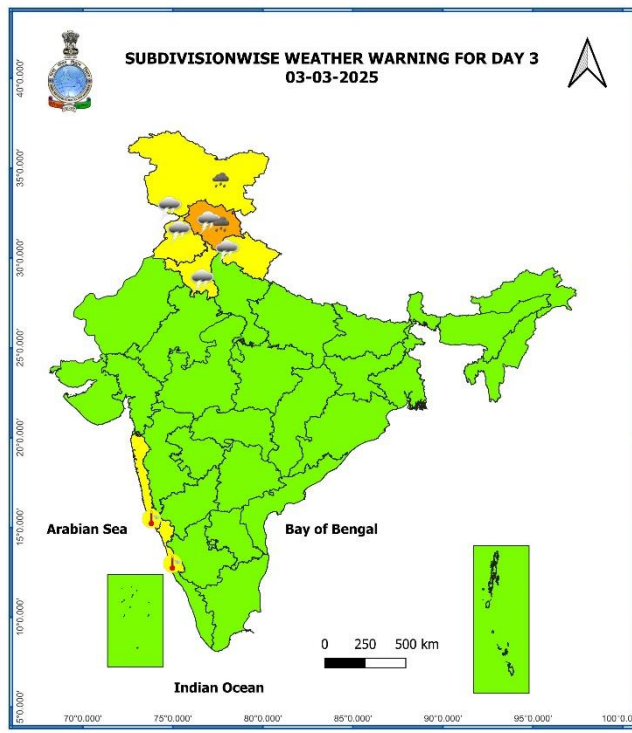 SUBDIVISIONWISE WEATHER WARNING FOR DAY 3
03-03-2025
40°0.000'
35°0.000'
30°0.000'
25°0.000'
20°0.000'
15°0.000'
10°0.000'
5°0.000'
Arabian Sea
Bay of Bengal
0 250 500 km
Indian Ocean
70°0.000' 75°0.000' 80°0.000' 85°0.000' 90°0.000' 95°0.000' 100°0.000'